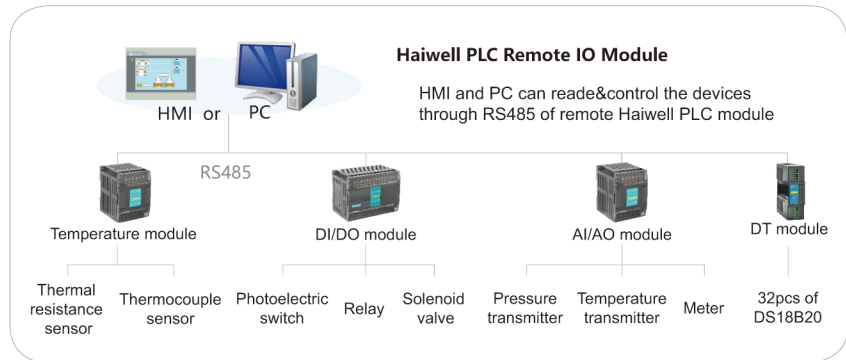 Haiwell PLC Remote IO Module
HMI and PC can reade&control the devices
through RS485 of remote Haiwell PLC module
HMI or PC
RS485
Temperature module
DI/DO module
AI/AO module
DT module
Thermal
resistance
sensor
Thermocouple
sensor
Photoelectric
switch
Relay
Solenoid
valve
Pressure
transmitter
Temperature
transmitter
Meter
32pcs of
DS18B20